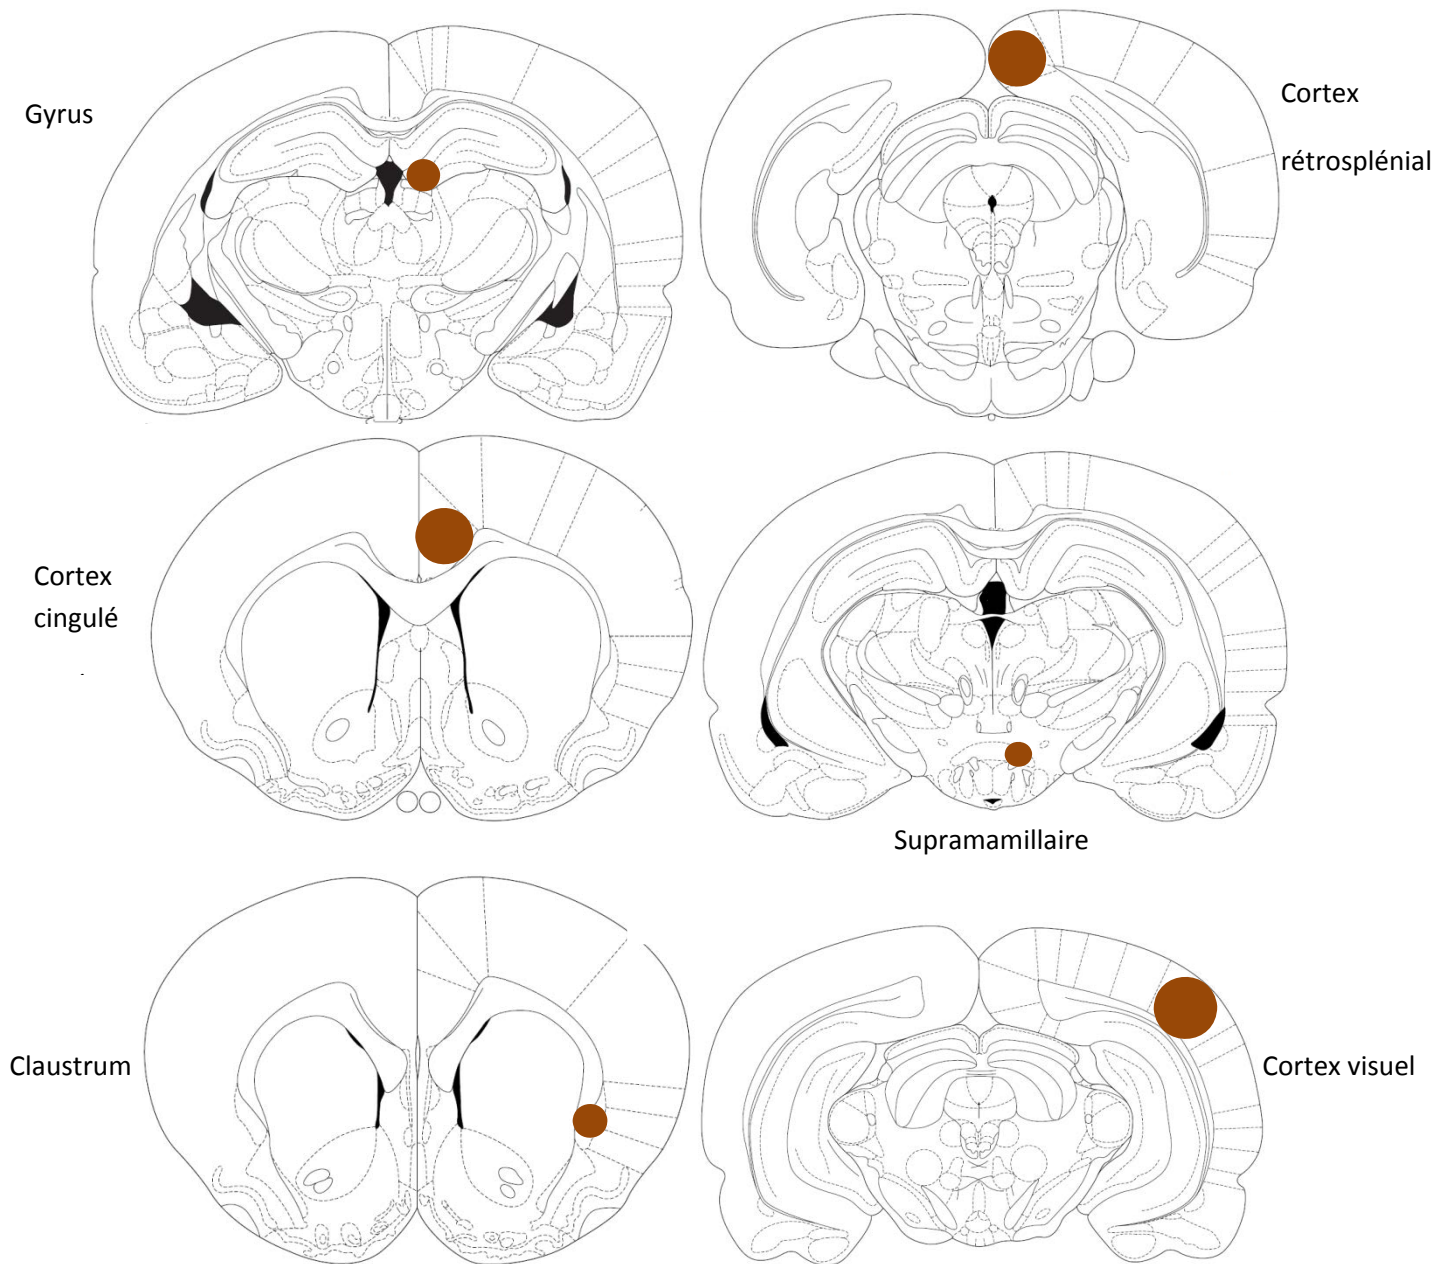 Gyrus
Cortex
rétrosplénial
Cortex
cingulé
Supramamillaire
Claustrum
Cortex visuel